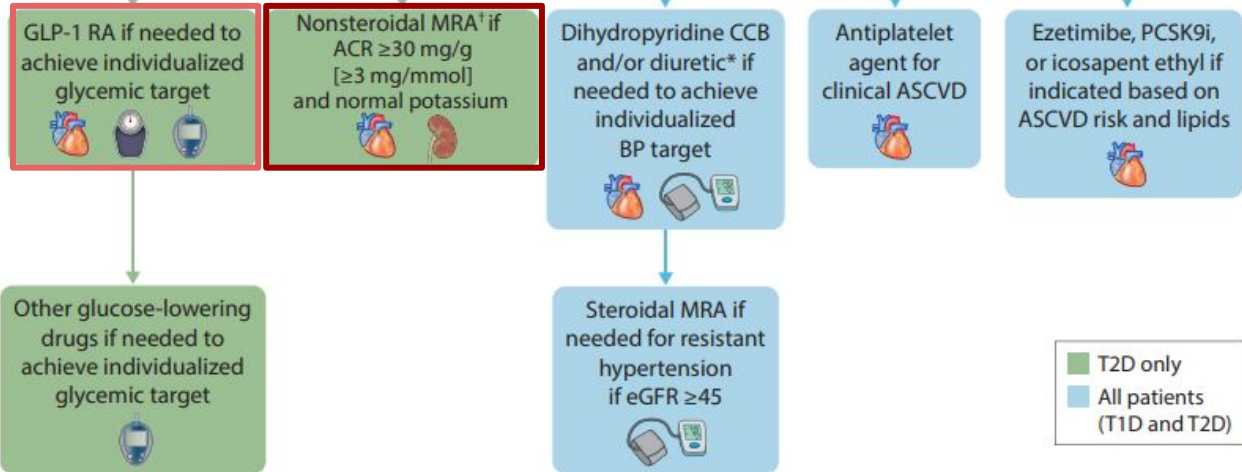 GLP-1 RA if needed to
achieve individualized
glycemic target
Nonsteroidal MRA† if
ACR ≥30 mg/g
[≥3 mg/mmol]
and normal potassium
Dihydropyridine CCB
and/or diuretic* if
needed to achieve
individualized
BP target
Antiplatelet
agent for
clinical ASCVD
Ezetimibe, PCSK9i,
or icosapent ethyl if
indicated based on
ASCVD risk and lipids
Other glucose-lowering
drugs if needed to
achieve individualized
glycemic target
Steroidal MRA if
needed for resistant
hypertension
if eGFR ≥45
T2D only
All patients
(T1D and T2D)